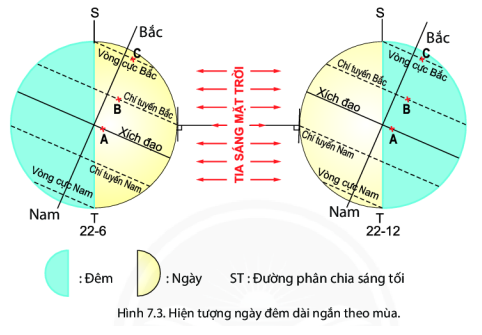 S
Bắc
C
Vòng cực Bắc
Chí tuyến Bắc
B
Xích đạo
A
Chí tuyến Nam
Vòng cực Nam
Nam
T
22-6
TIA SÁNG MẶT TRỜI
S
Bắc
C
Vòng cực Bắc
Chí tuyến Bắc
B
Xích đạo
A
Chí tuyến Nam
Vòng cực Nam
Nam
T
22-12
: Đêm
: Ngày
ST : Đường phân chia sáng tối
Hình 7.3. Hiện tượng ngày đêm dài ngắn theo mùa.